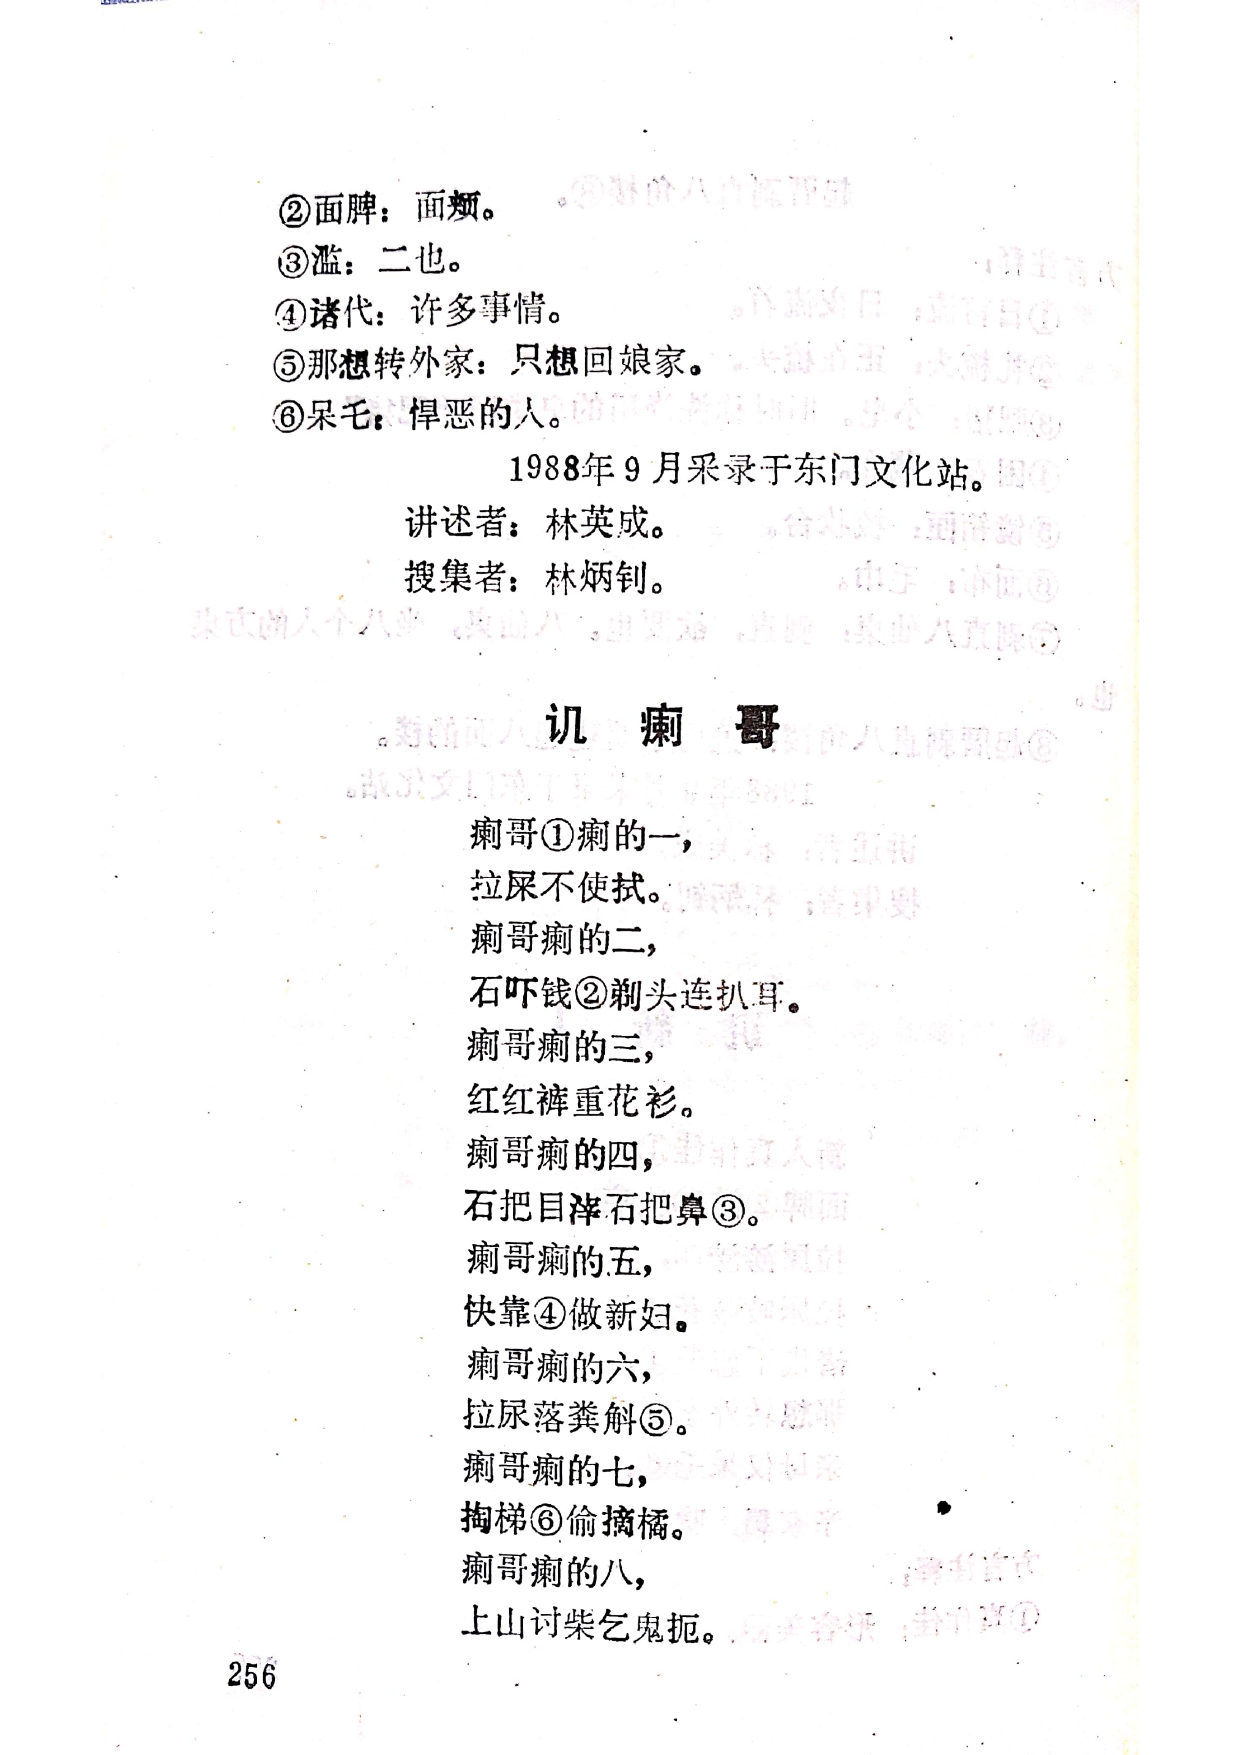 ②面脾：面颊。
③滥：二也。
④诸代：许多事情。
⑤那想转外家：只想回娘家。
⑥呆毛：悍恶的人。
1988年9月采录于东门文化站。
讲述者：林英成。
搜集者：林炳钊。
讥瘌哥
瘌哥①瘌的一，
拉屎不使拭。
瘌哥瘌的二，
石吓钱②剃头连扒耳。
瘌哥瘌的三，
红红裤重花衫。
瘌哥瘌的四，
石把目滓石把鼻③。
瘌哥瘌的五，
快靠④做新妇。
瘌哥瘌的六，
拉尿落粪斛⑤。
瘌哥瘌的七，
掏梯⑥偷摘橘。
瘌哥瘌的八，
上山讨柴乞鬼扼。
256